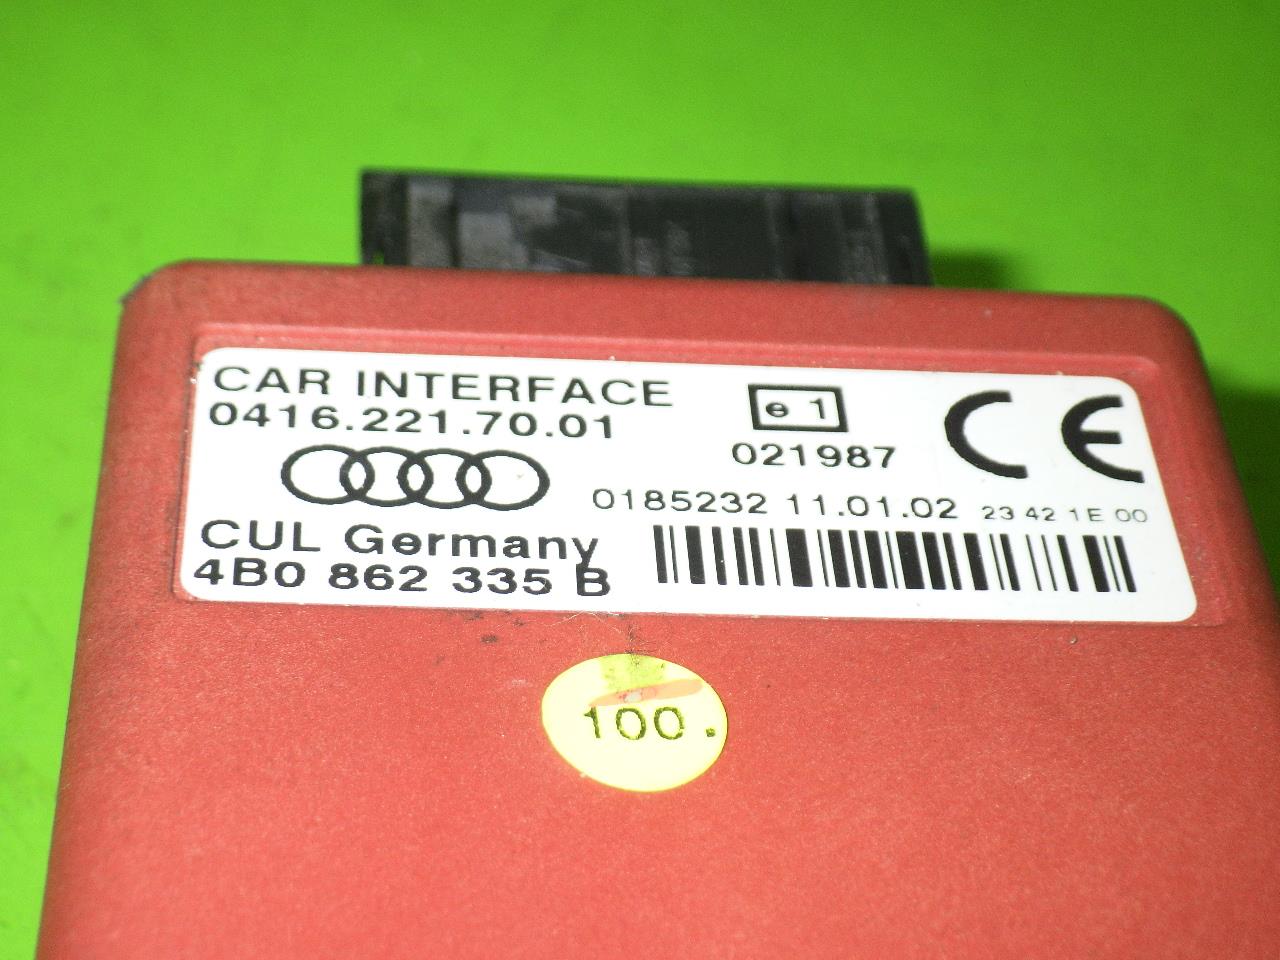 CAR INTERFACE
0416.221.70.01
e 1
021987
CE
0185232 11.01.02 23 42 1E 00
CUL Germany
4B0 862 335 B
100.